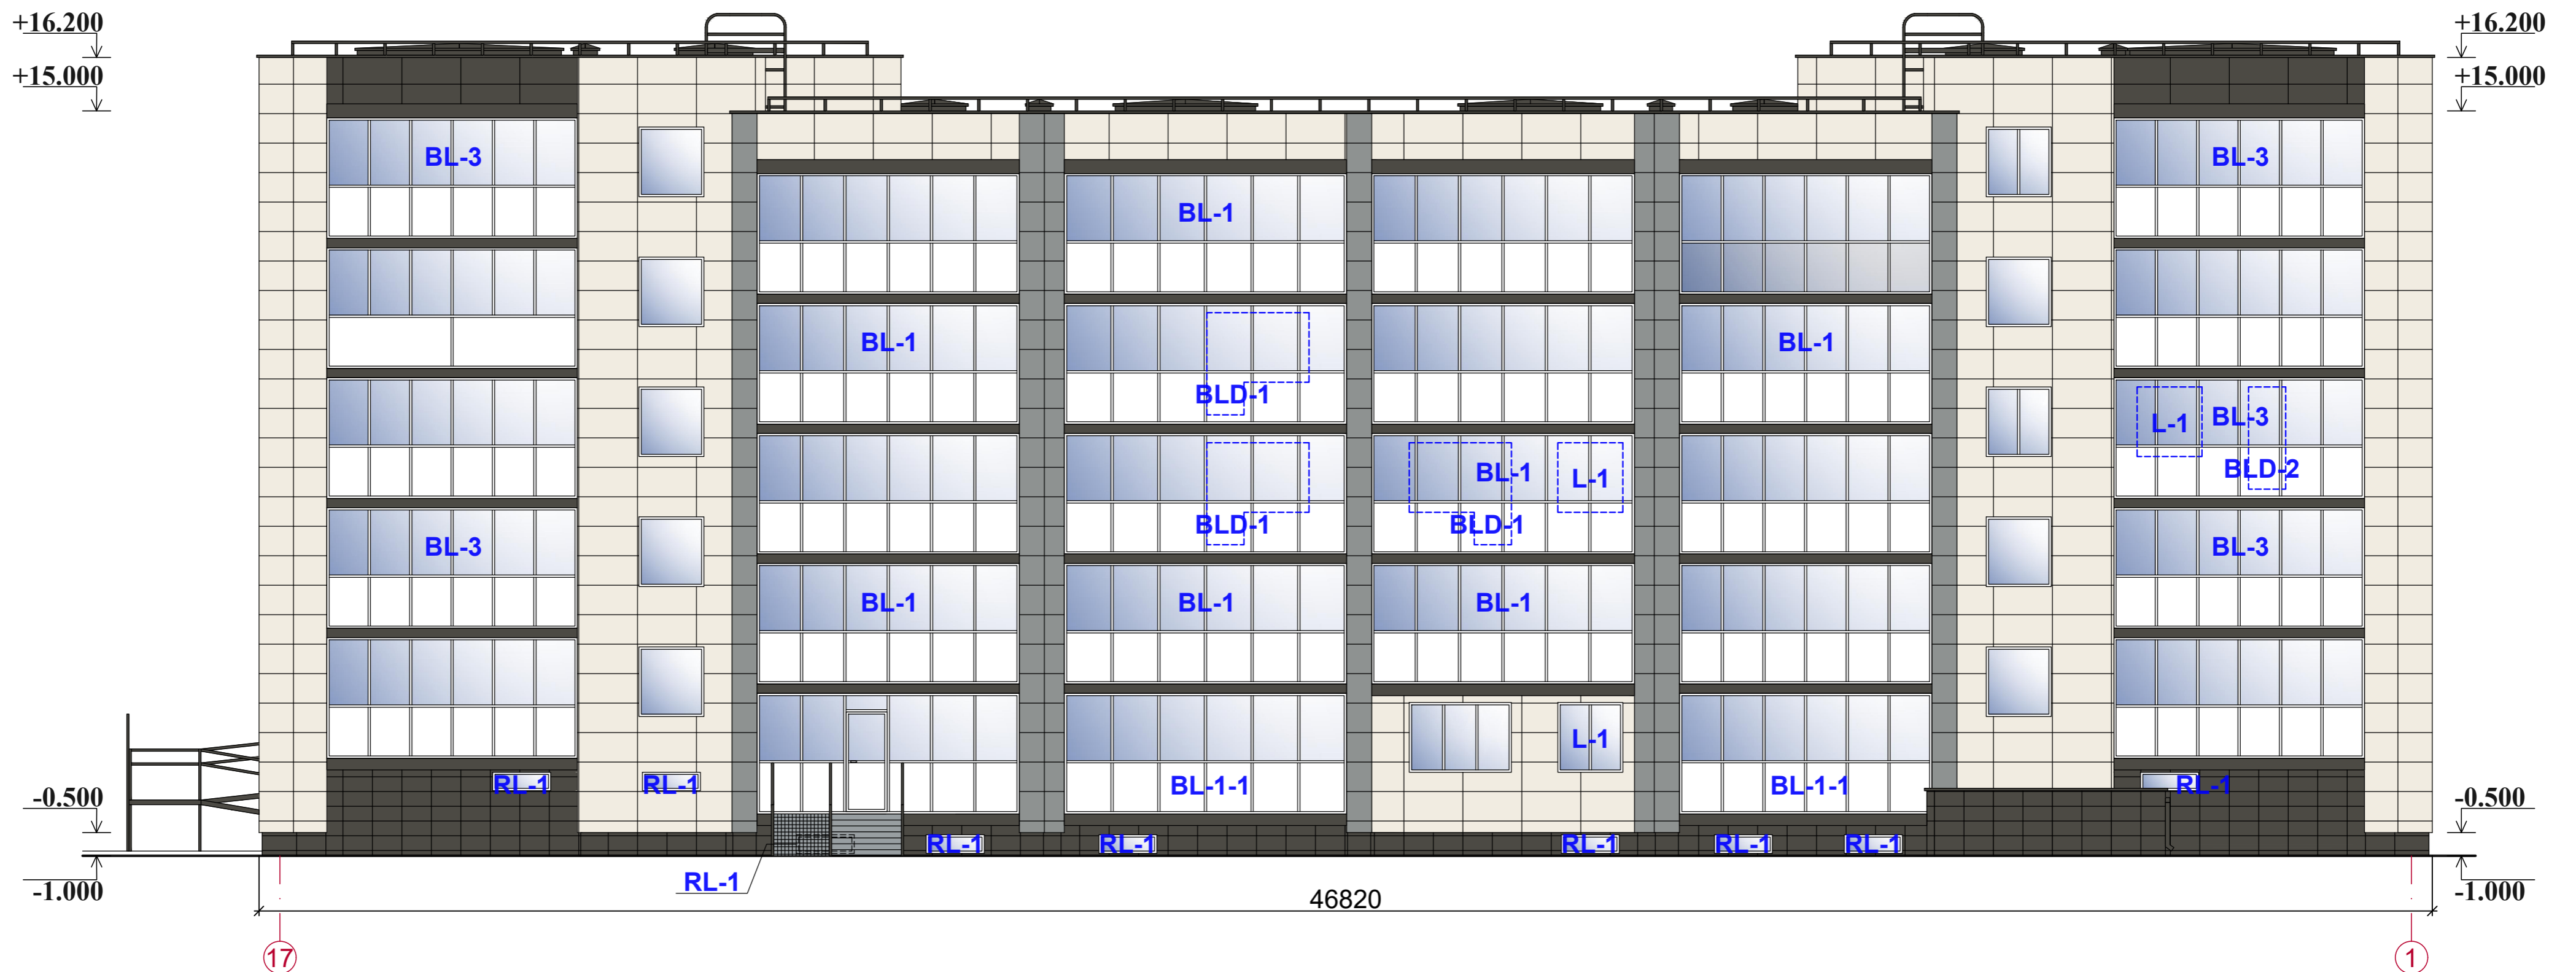 +16.200 +16.200
+15.000 +15.000
BL-3 BL-3
BL-1
BL-1 BL-1
BLD-1
BL-3
L-1
BLD-2
BL-1 L-1
BLD-1 BLD-1
BL-3 BL-3
BL-1 BL-1 BL-1
L-1
RL-1 RL-1 BL-1-1 BL-1-1 RL-1
-0.500 -0.500
RL-1 RL-1 RL-1 RL-1 RL-1
RL-1
-1.000 -1.000
46820
17 1